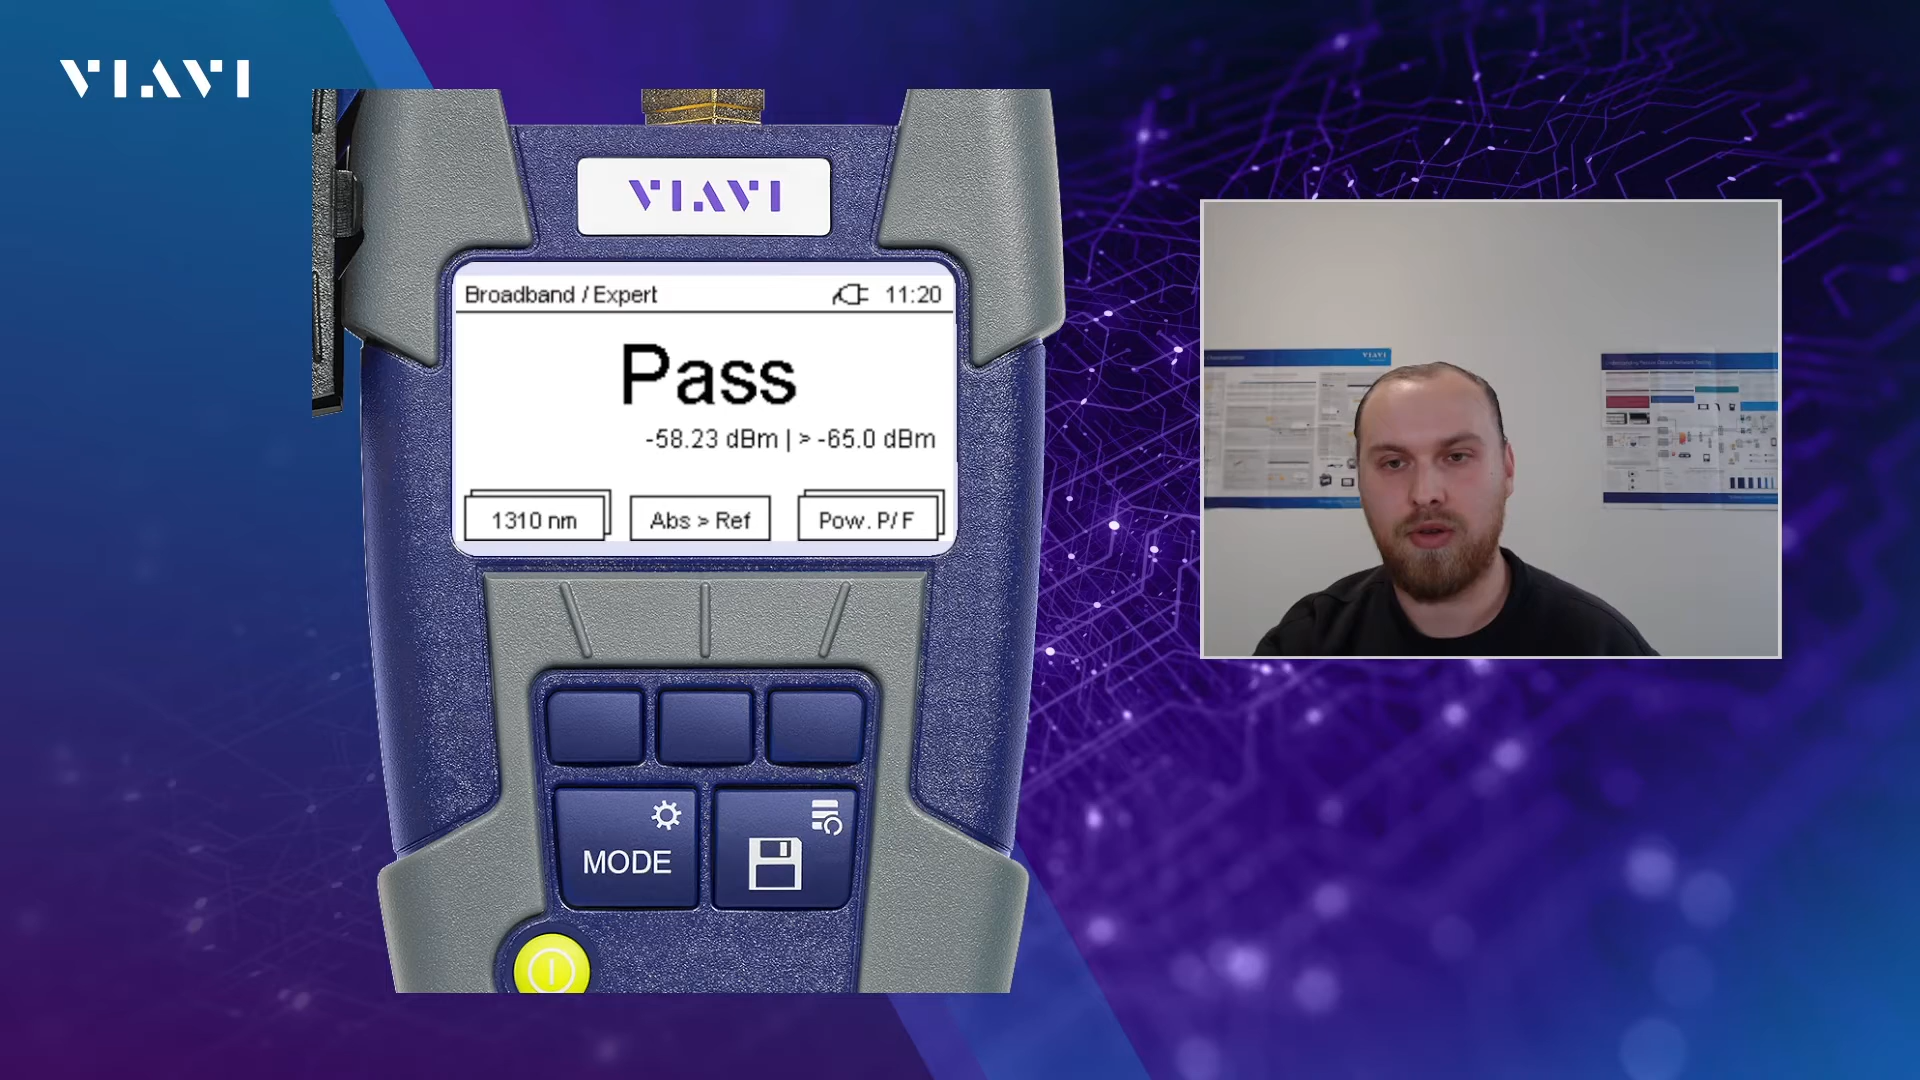 VIAVI
VIAVI
Broadband / Expert 11:20
Pass
-58.23 dBm | > -65.0 dBm
1310 nm Abs > Ref Pow. P/F
MODE
VIAVI